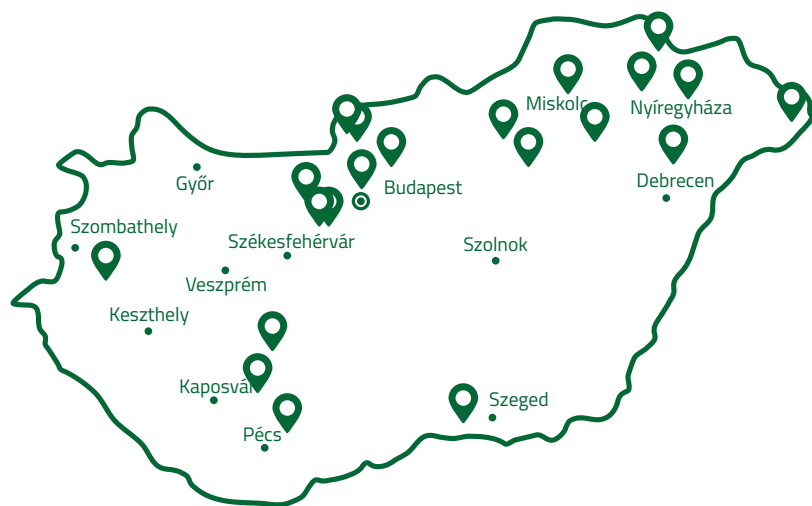 Miskolc
Nyíregyháza
Győr
Budapest
Debrecen
Szombathely
Székesfehérvár
Szolnok
Veszprém
Keszthely
Kaposvár
Szeged
Pécs